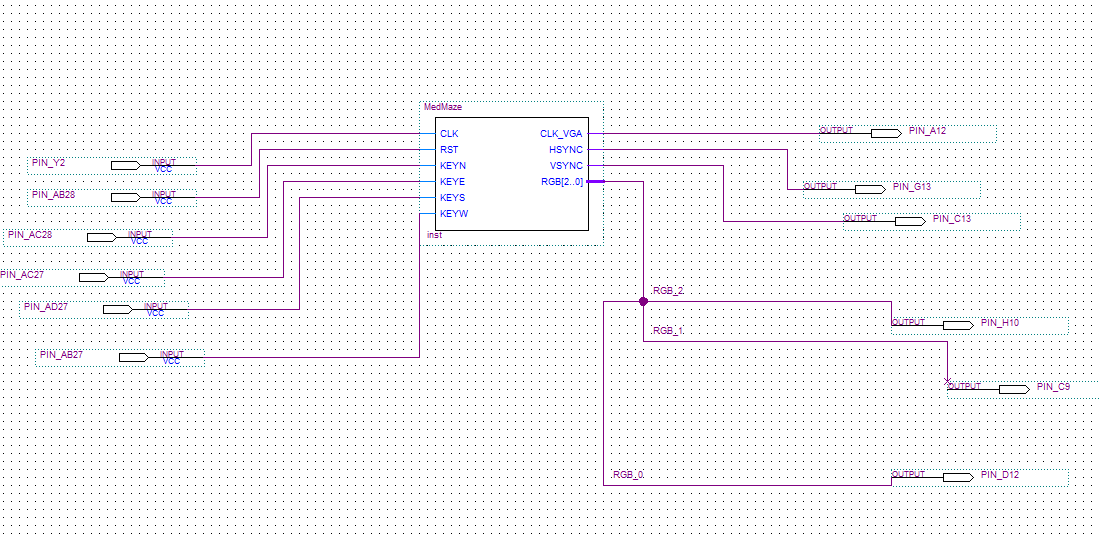 MedMaze
CLK
RST
KEYN
KEYE
KEYS
KEYW
CLK_VGA
HSYNC
VSYNC
RGB[2..0]
inst
PIN_Y2
INPUT
VCC
PIN_AB28
INPUT
VCC
PIN_AC28
INPUT
VCC
PIN_AC27
INPUT
VCC
PIN_AD27
INPUT
VCC
PIN_AB27
INPUT
VCC
OUTPUT
PIN_A12
OUTPUT
PIN_G13
OUTPUT
PIN_C13
RGB_2
OUTPUT
PIN_H10
RGB_1
OUTPUT
PIN_C9
RGB_0
OUTPUT
PIN_D12